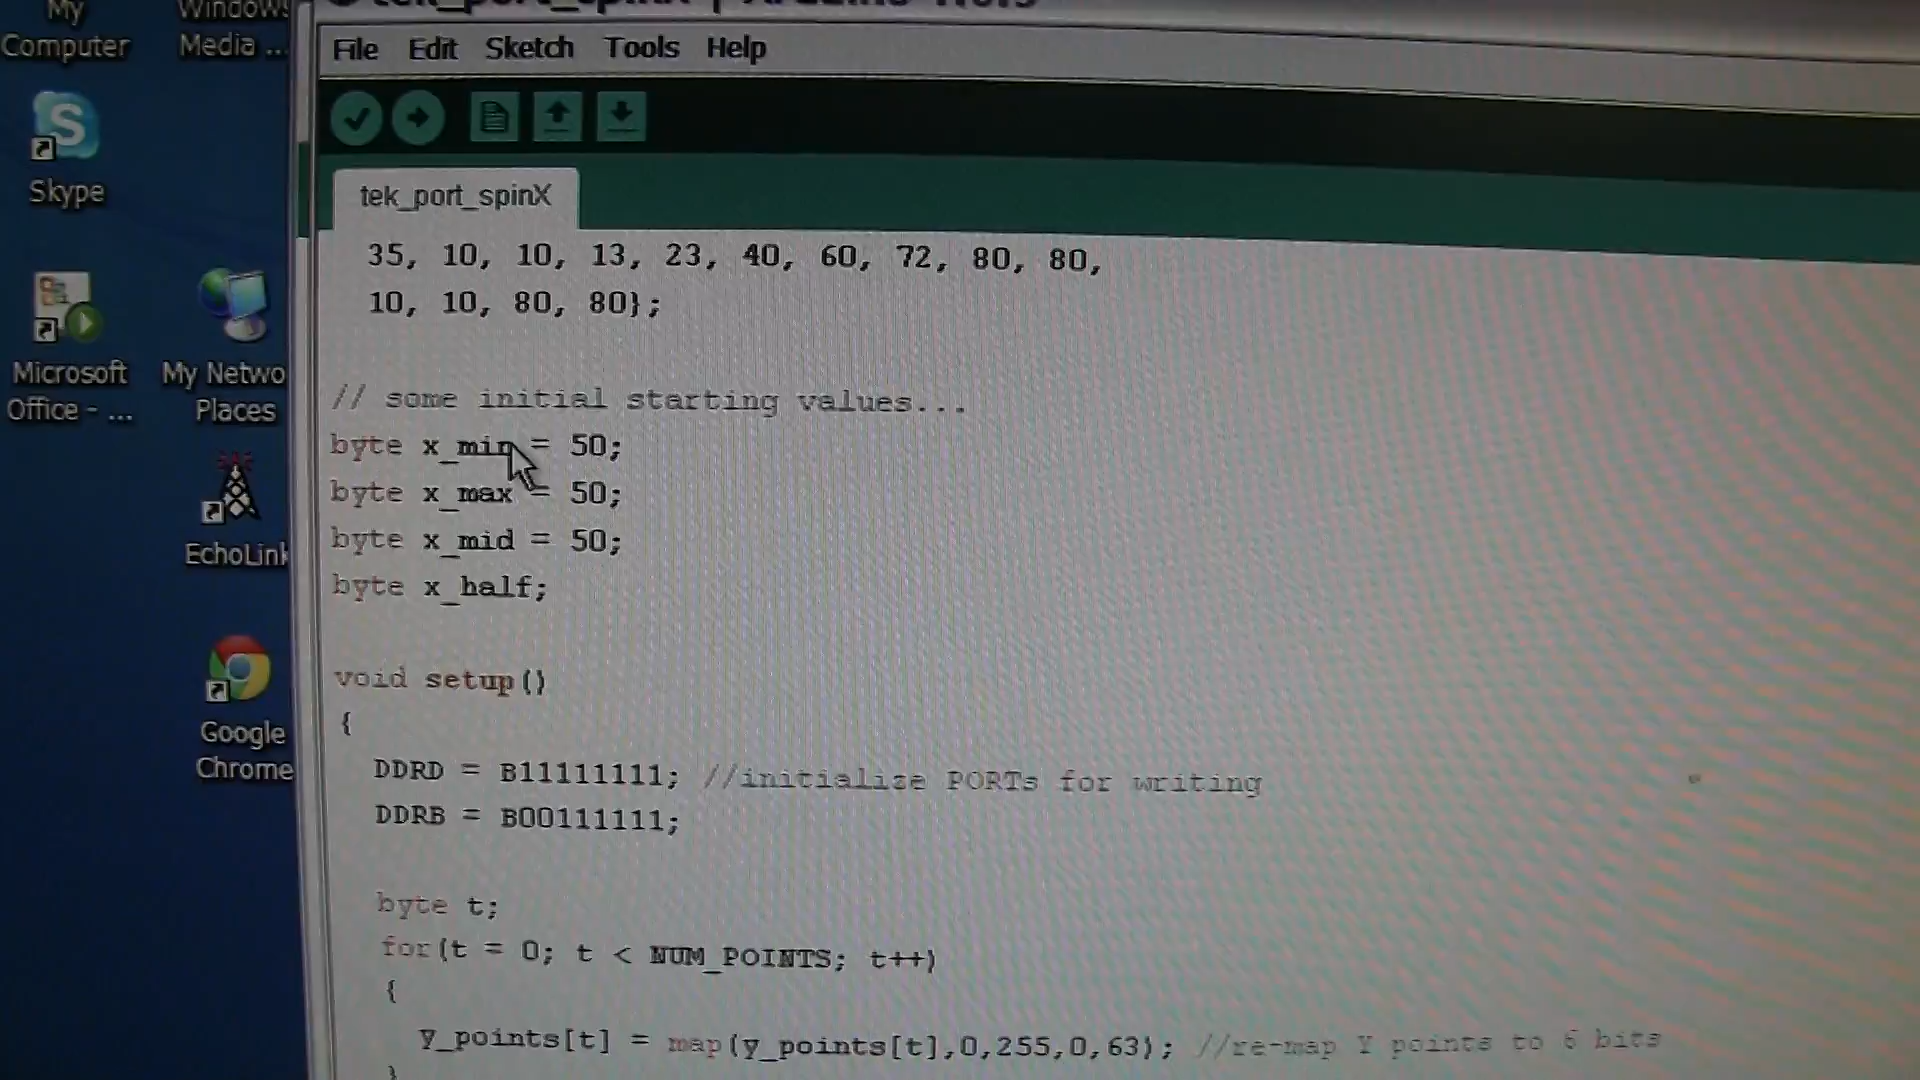 My
Computer
Windows
Media ...
Skype
Microsoft
Office - ...
My Netwo
Places
EchoLink
Google
Chrome
File Edit Sketch Tools Help
tek_port_spinX
35, 10, 10, 13, 23, 40, 60, 72, 80, 80,
10, 10, 80, 80};
// some initial starting values...
byte x_min = 50;
byte x_max = 50;
byte x_mid = 50;
byte x_half;
void setup()
{
DDRD = B11111111; //initialize PORTs for writing
DDRB = B00111111;
byte t;
for(t = 0; t < NUM_POINTS; t++)
{
y_points[t] = map(y_points[t],0,255,0,63); //re-map Y points to 6 bits
}